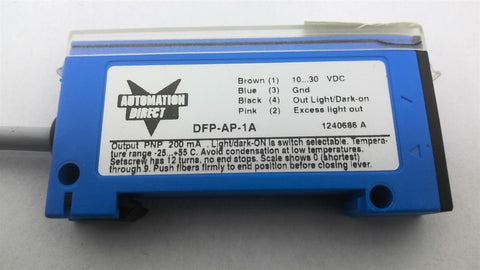 AUTOMATION
DIRECT
Brown (1) 10...30 VDC
Blue (3) Gnd
Black (4) Out Light/Dark-on
Pink (2) Excess light out
DFP-AP-1A
1240686 A
Output PNP 200 mA. Light/dark-ON is switch selectable. Tempera-
ture range -25...+55 C. Avoid condensation at low temperatures.
Setscrew has 12 turns, no end stops. Scale shows 0 (shortest)
through 9. Push fibers firmly to end position before closing lever.